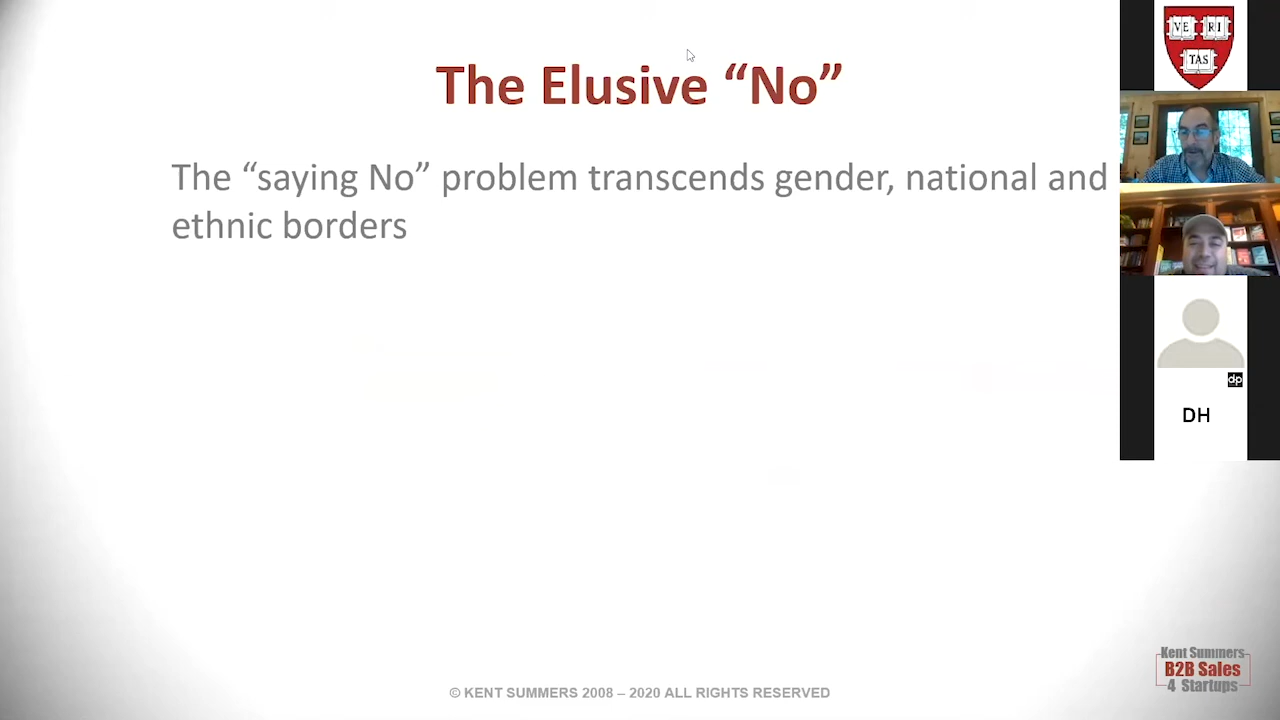 The Elusive “No”
The “saying No” problem transcends gender, national and
ethnic borders
VE RI
TAS
dp
DH
Kent Summers
B2B Sales
4 Startups
© KENT SUMMERS 2008 – 2020 ALL RIGHTS RESERVED